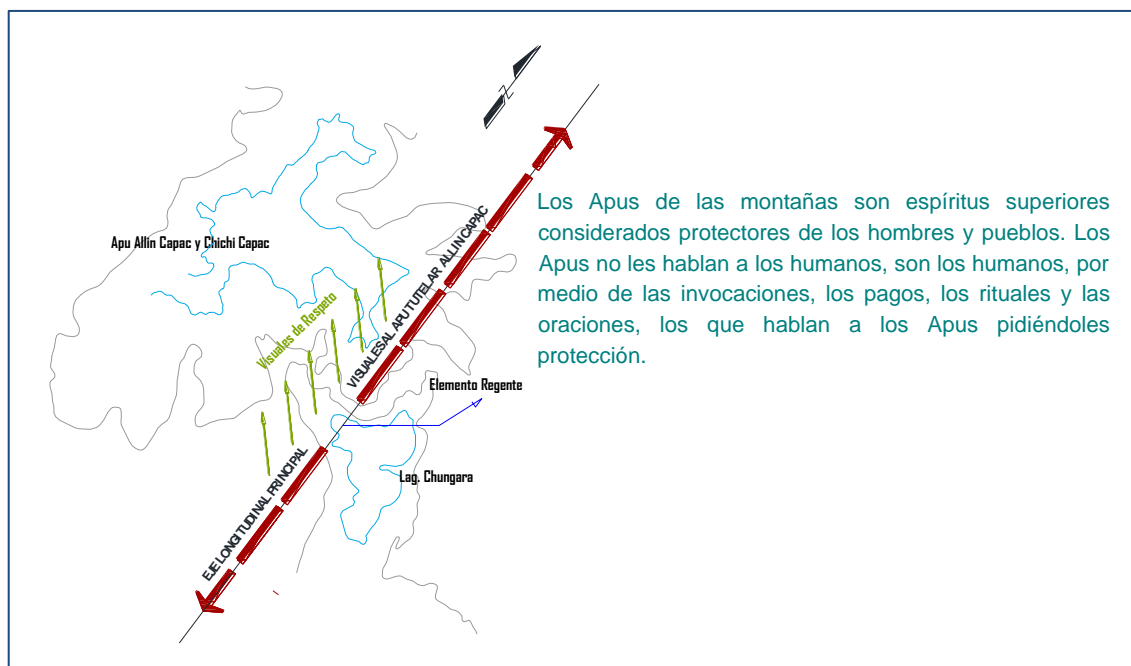 N
Apu Allin Capac y Chichi Capac
Visuales de Respeto
VISUALES AL APU TUTELAR ALLIN CAPAC
Elemento Regente
Lag. Chungara
EJE LONGITUDINAL PRINCIPAL
Los Apus de las montañas son espíritus superiores
considerados protectores de los hombres y pueblos. Los
Apus no les hablan a los humanos, son los humanos, por
medio de las invocaciones, los pagos, los rituales y las
oraciones, los que hablan a los Apus pidiéndoles
protección.